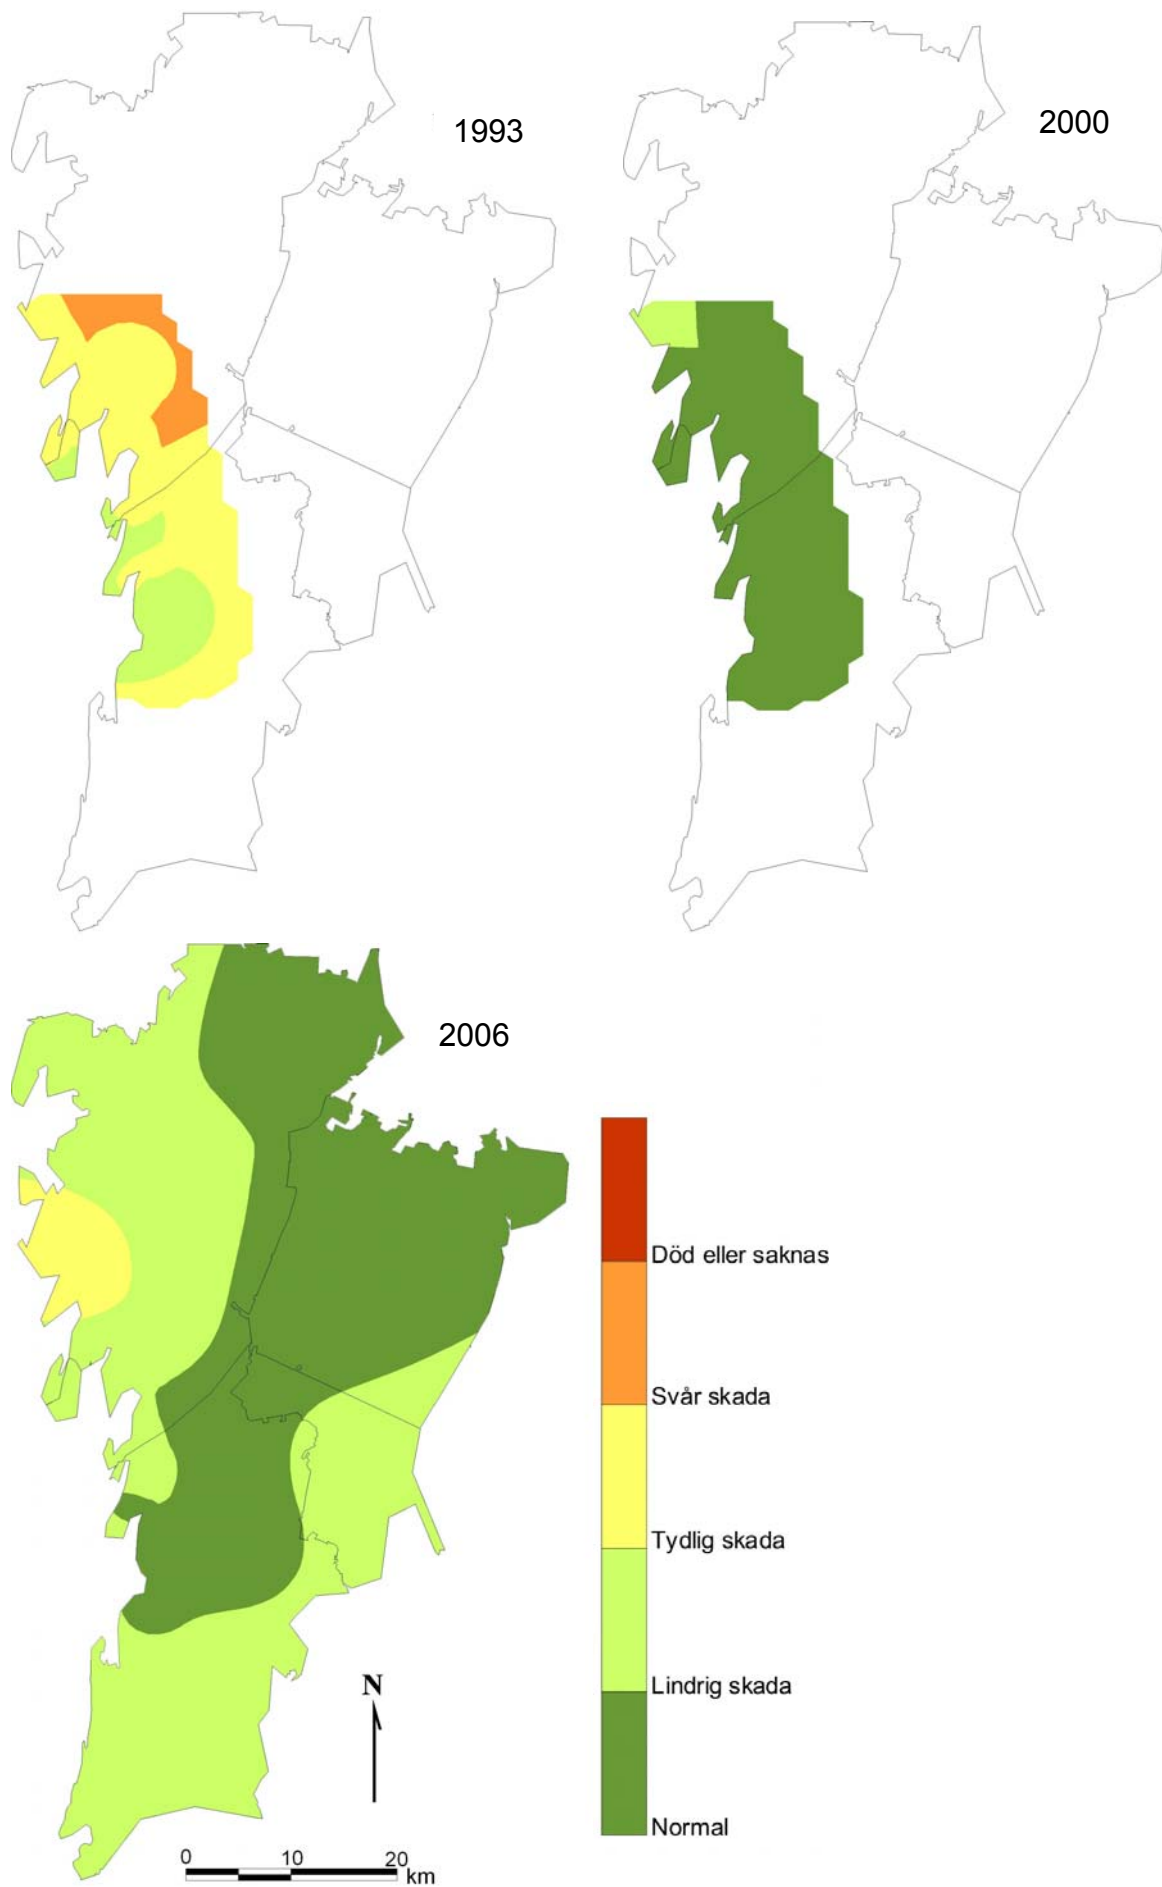 1993
2000
2006
Död eller saknas
Svår skada
Tydlig skada
Lindrig skada
Normal
N
0 10 20
km